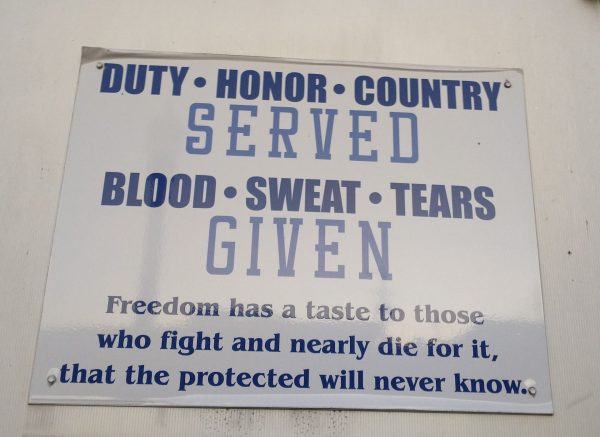 DUTY • HONOR • COUNTRY
SERVED
BLOOD • SWEAT • TEARS
GIVEN
Freedom has a taste to those
who fight and nearly die for it,
that the protected will never know.